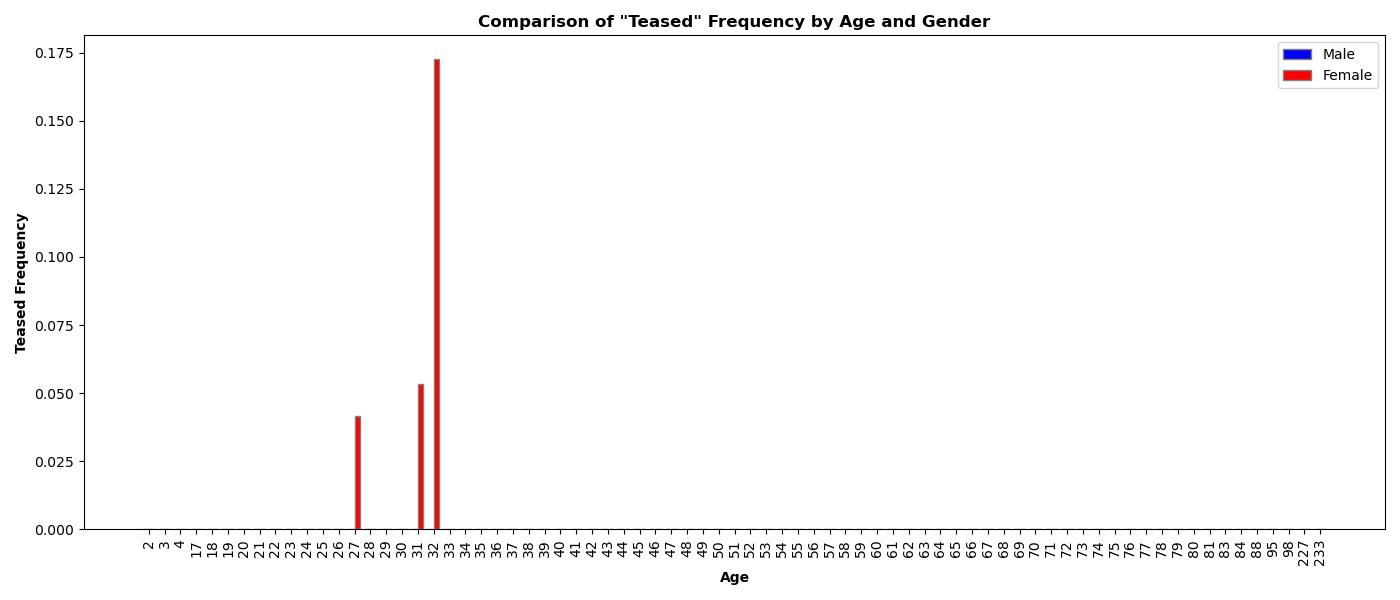 Comparison of "Teased" Frequency by Age and Gender
Male
Female
0.175
0.150
0.125
0.100
0.075
0.050
0.025
0.000
Teased Frequency
2 3 4 17 18 19 20 21 22 23 24 25 26 27 28 29 30 31 32 33 34 35 36 37 38 39 40 41 42 43 44 45 46 47 48 49 50 51 52 53 54 55 56 57 58 59 60 61 62 63 64 65 66 67 68 69 70 71 72 73 74 75 76 77 78 79 80 81 83 84 88 95 98 227 233
Age